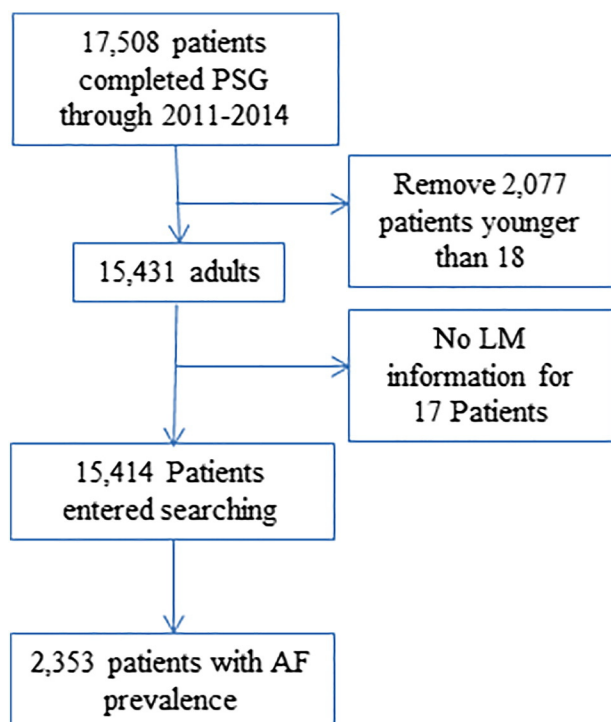 17,508 patients
completed PSG
through 2011-2014
Remove 2,077
patients younger
than 18
15,431 adults
No LM
information for
17 Patients
15,414 Patients
entered searching
2,353 patients with AF
prevalence